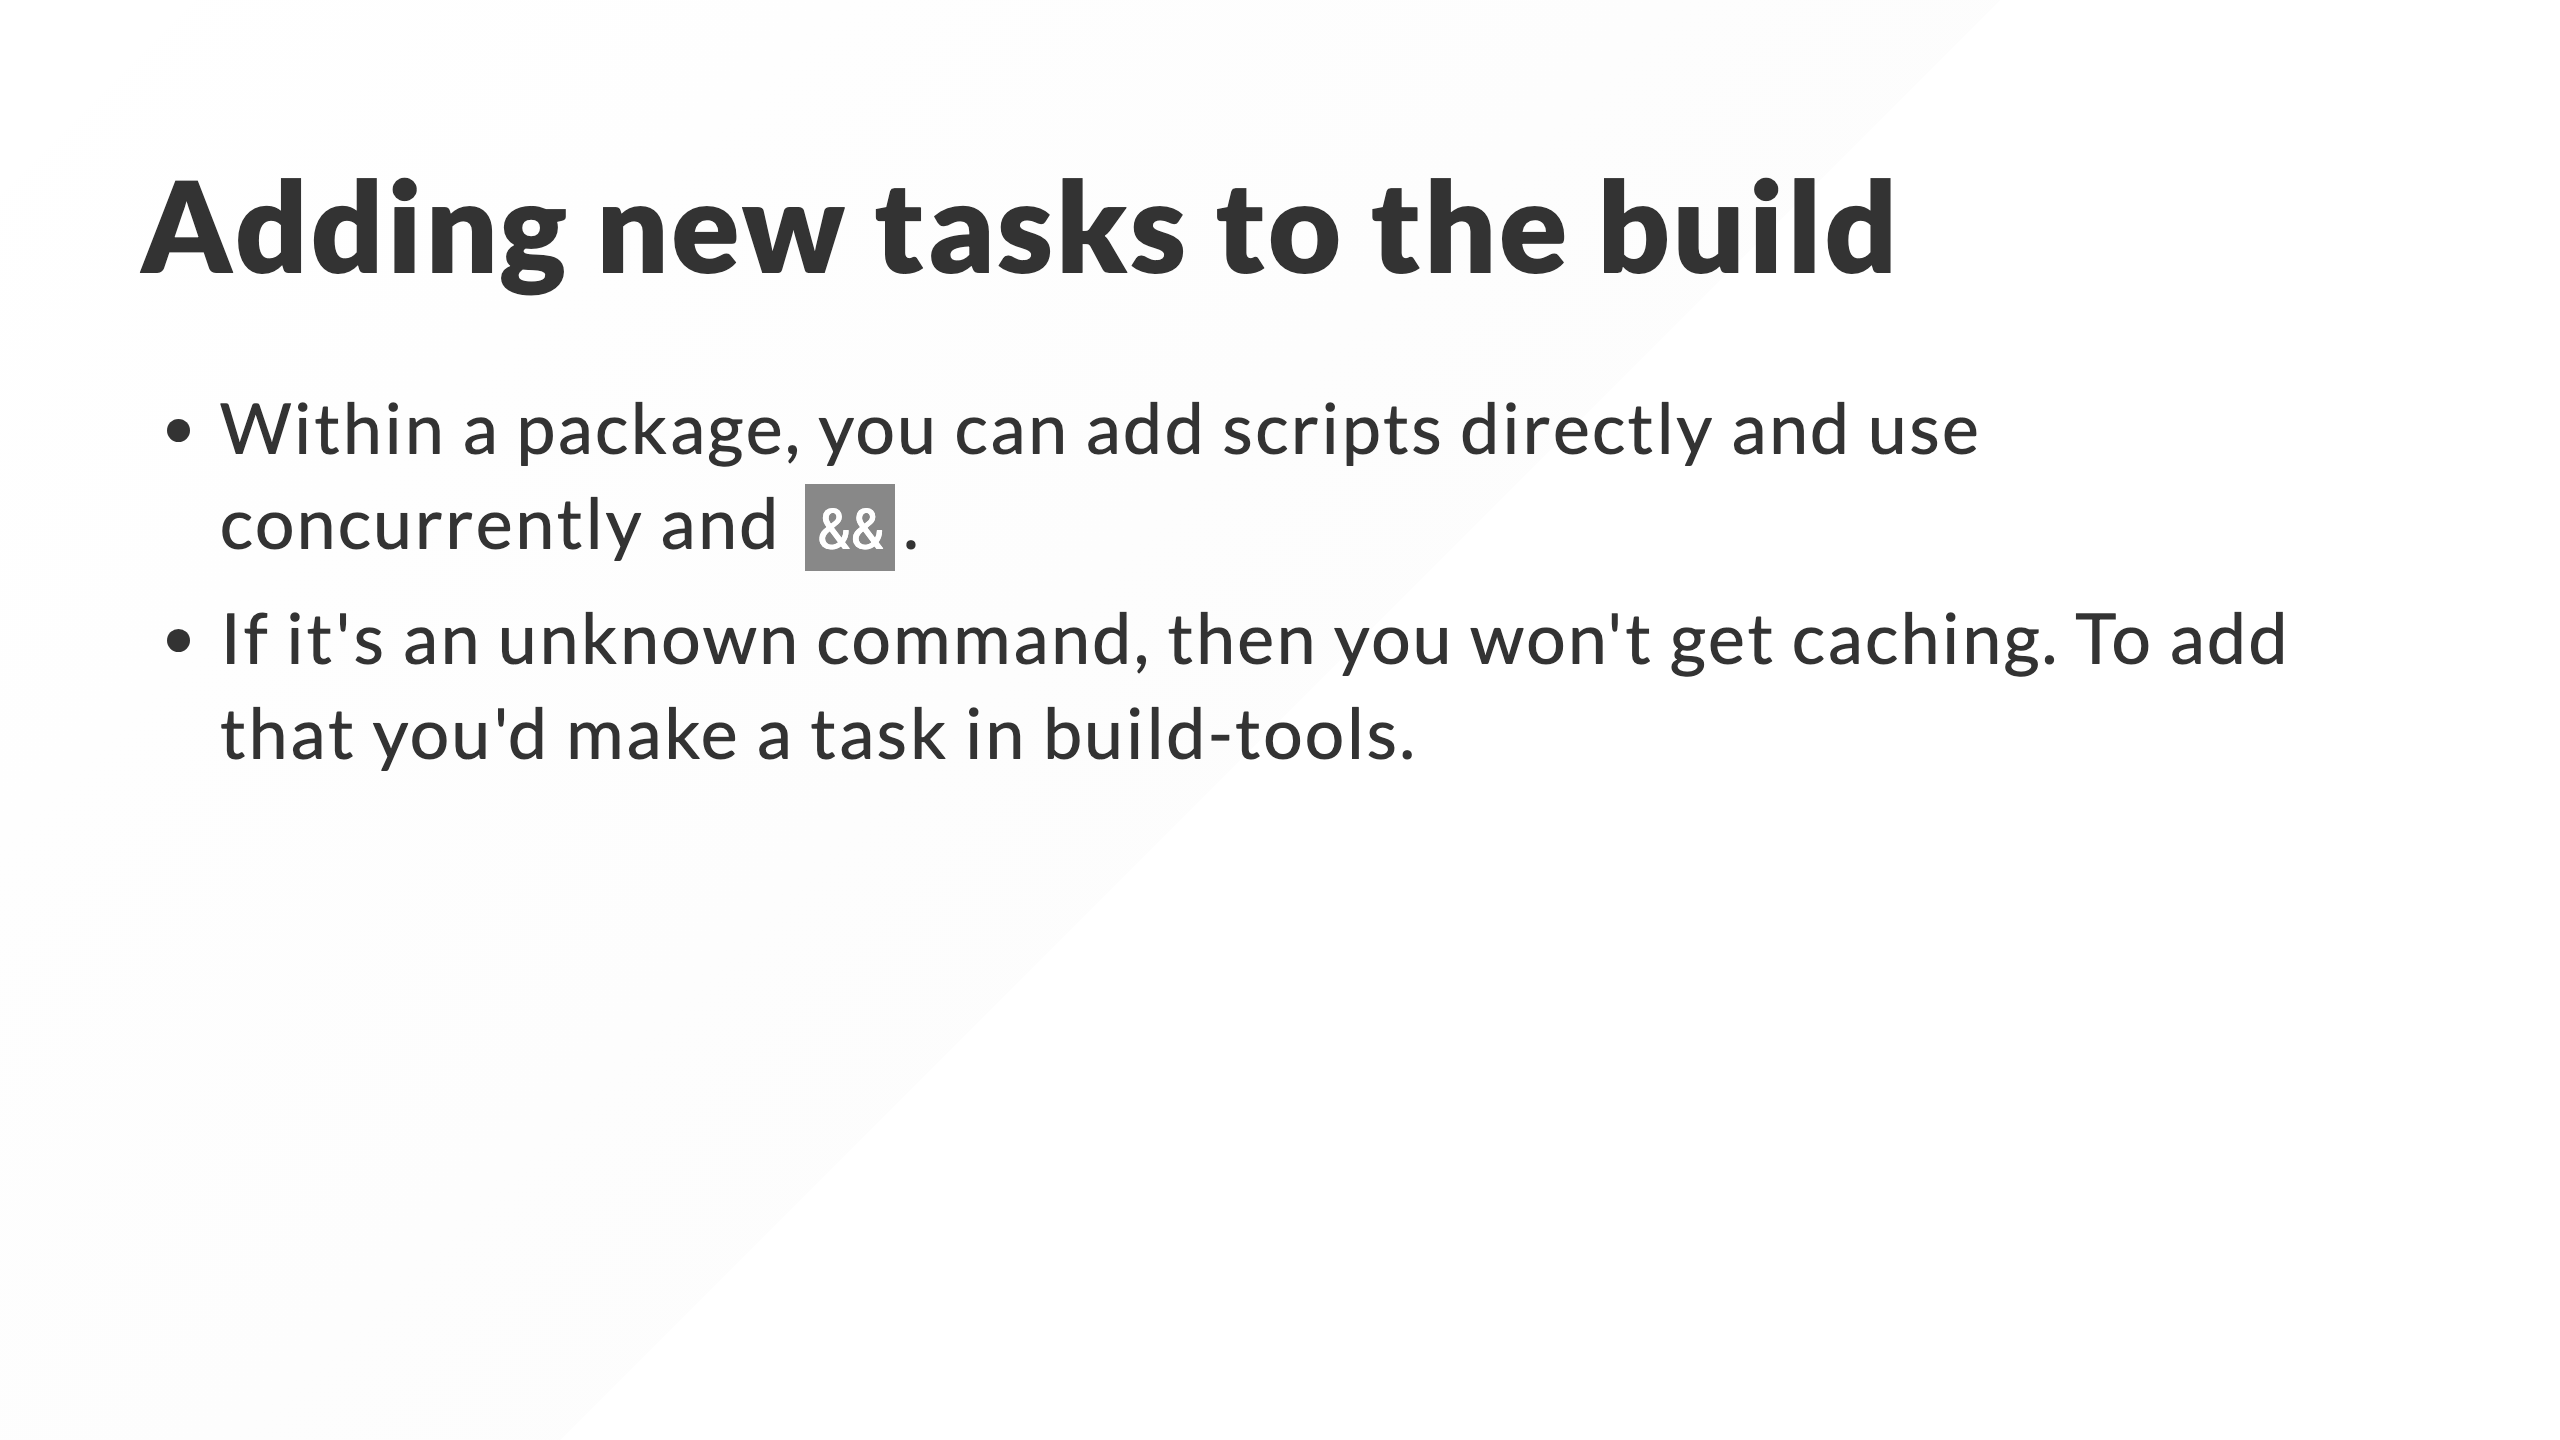 Adding new tasks to the build
• Within a package, you can add scripts directly and use
concurrently and && .
• If it's an unknown command, then you won't get caching. To add
that you'd make a task in build-tools.